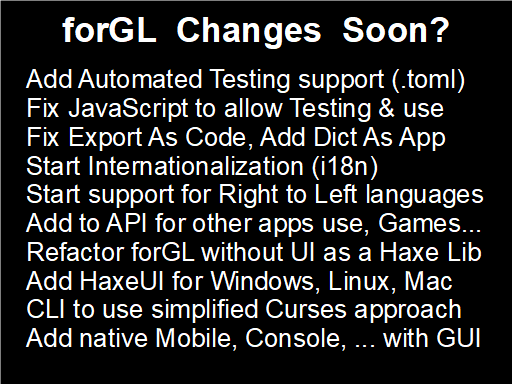 forGL Changes Soon?
Add Automated Testing support (.toml)
Fix JavaScript to allow Testing & use
Fix Export As Code, Add Dict As App
Start Internationalization (i18n)
Start support for Right to Left languages
Add to API for other apps use, Games...
Refactor forGL without UI as a Haxe Lib
Add HaxeUI for Windows, Linux, Mac
CLI to use simplified Curses approach
Add native Mobile, Console, ... with GUI